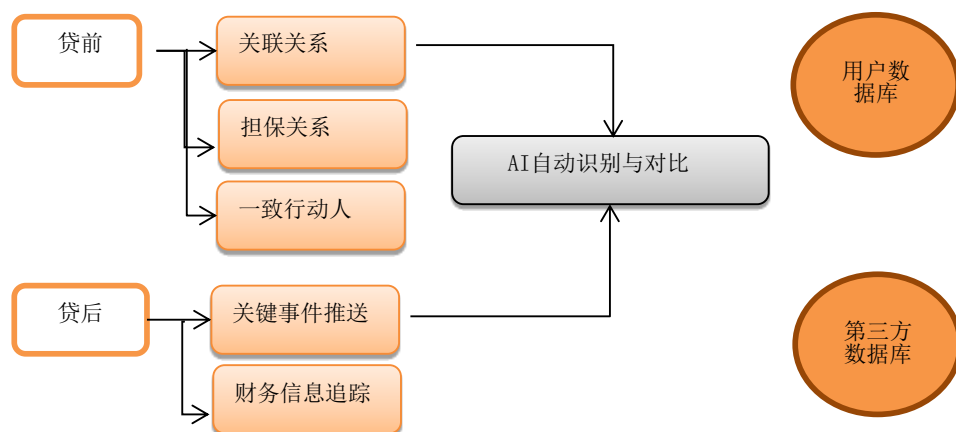 贷前
关联关系
担保关系
一致行动人
AI自动识别与对比
用户数
据库
贷后
关键事件推送
财务信息追踪
第三方
数据库